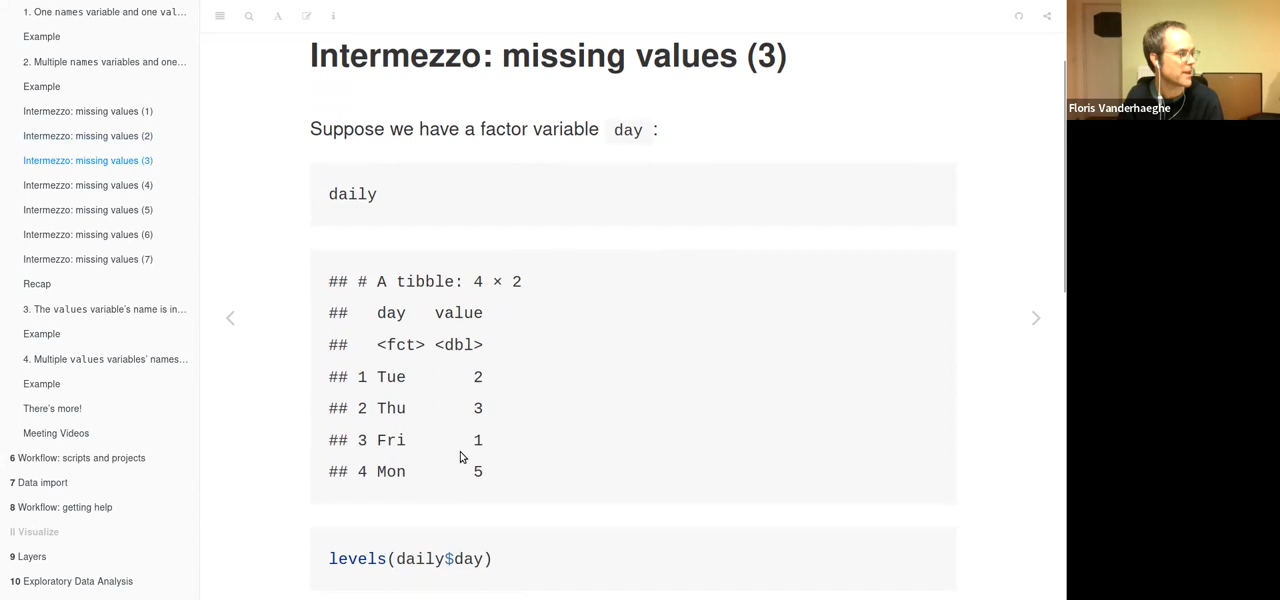 1. One names variable and one val...
Example
2. Multiple names variables and one...
Example
Intermezzo: missing values (1)
Intermezzo: missing values (2)
Intermezzo: missing values (3)
Intermezzo: missing values (4)
Intermezzo: missing values (5)
Intermezzo: missing values (6)
Intermezzo: missing values (7)
Recap
3. The values variable's name is in...
Example
4. Multiple values variables' names...
Example
There's more!
Meeting Videos
6 Workflow: scripts and projects
7 Data import
8 Workflow: getting help
II Visualize
9 Layers
10 Exploratory Data Analysis
Intermezzo: missing values (3)
Suppose we have a factor variable day :
daily
## # A tibble: 4 × 2
## day value
## <fct> <dbl>
## 1 Tue 2
## 2 Thu 3
## 3 Fri 1
## 4 Mon 5
levels(daily$day)
Floris Vanderhaeghe